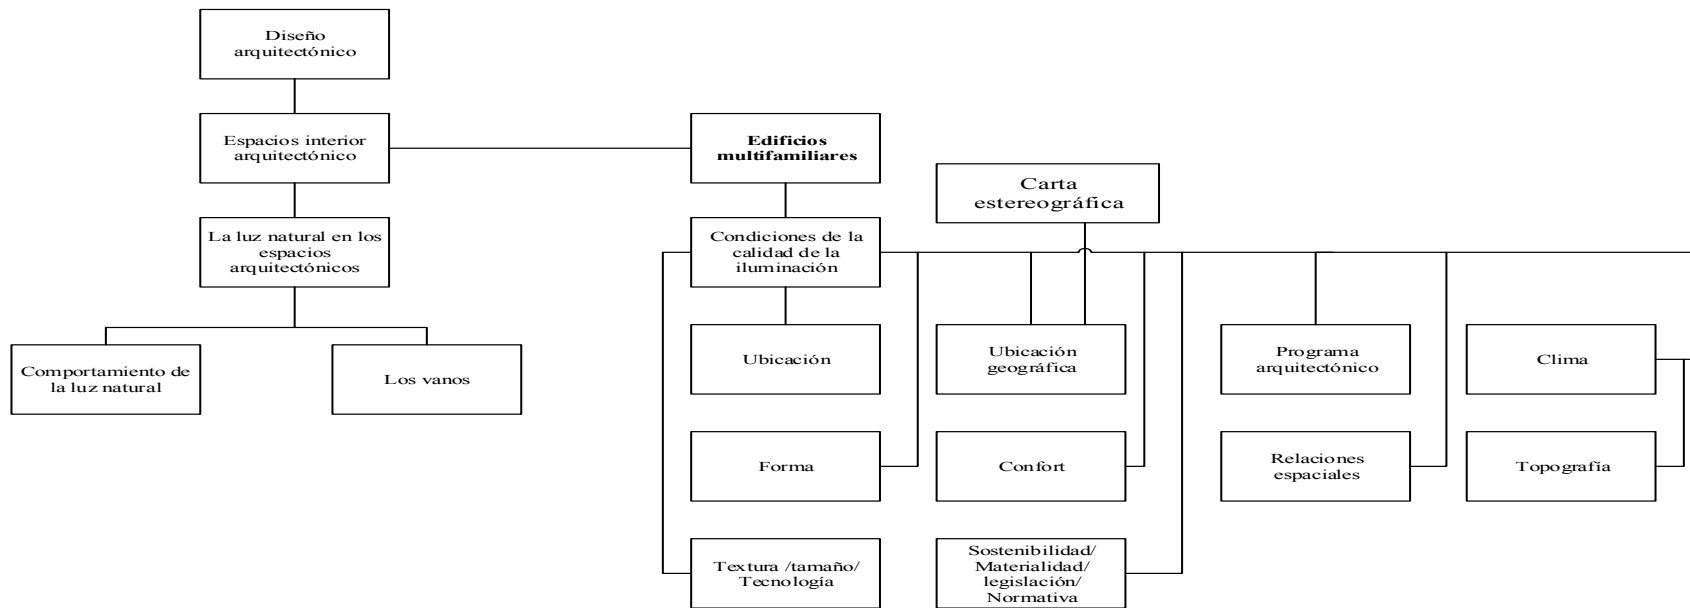 Diseño
arquitectónico
Espacios interior
arquitectónico
Edificios
multifamiliares
Carta
estereográfica
La luz natural en los
espacios
arquitectónicos
Condiciones de la
calidad de la
iluminación
Comportamiento de
la luz natural
Los vanos
Ubicación
Ubicación
geográfica
Programa
arquitectónico
Clima
Forma
Confort
Relaciones
espaciales
Topografía
Textura /tamaño/
Tecnología
Sostenibilidad/
Materialidad/
legislación/
Normativa